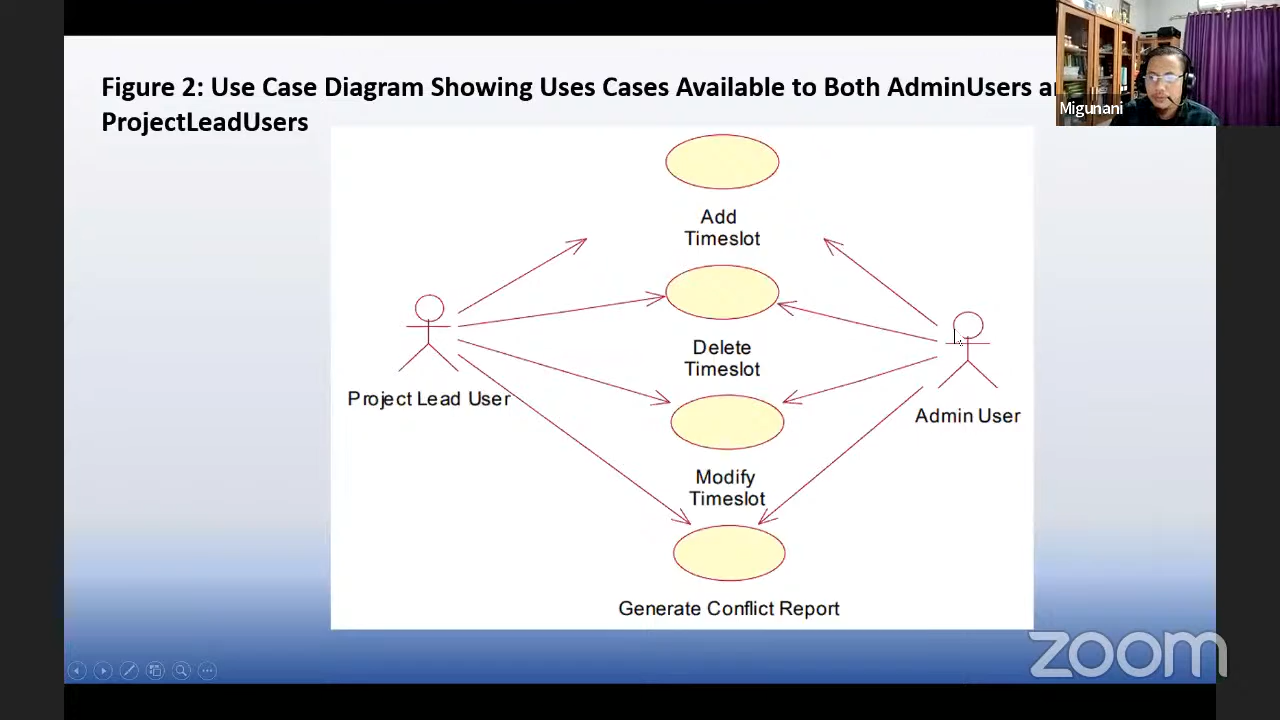 Figure 2: Use Case Diagram Showing Uses Cases Available to Both AdminUsers
ProjectLeadUsers
Migunani
Add
Timeslot
Delete
Timeslot
Project Lead User
Admin User
Modify
Timeslot
Generate Conflict Report
zoom